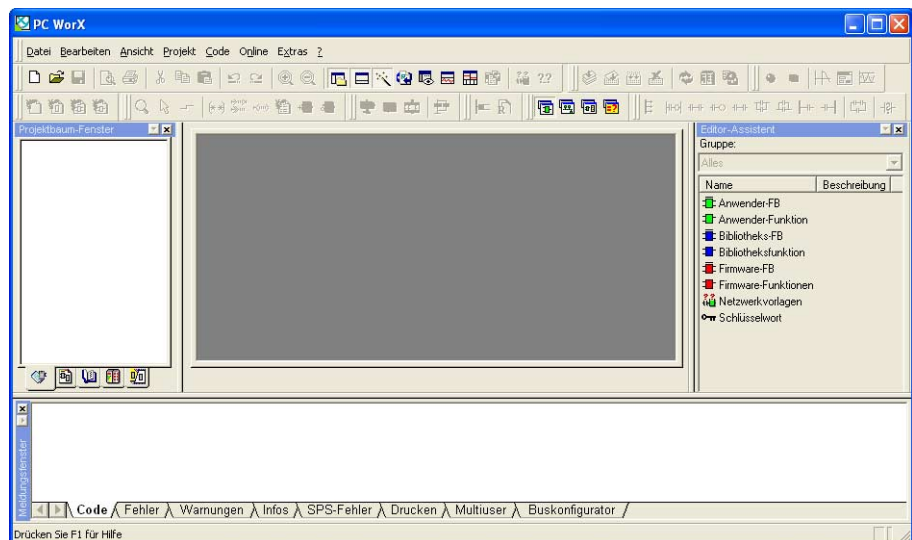 PC WorX
Datei Bearbeiten Ansicht Projekt Code Online Extras ?
Projektbaum-Fenster
Editor-Assistent
Gruppe:
Alles
Name Beschreibung
Anwender-FB
Anwender-Funktion
Bibliotheks-FB
Bibliotheksfunktion
Firmware-FB
Firmware-Funktionen
Netzwerkvorlagen
Schlüsselwort
Meldungsfenster
Code Fehler Warnungen Infos SPS-Fehler Drucken Multiuser Buskonfigurator
Drücken Sie F1 für Hilfe